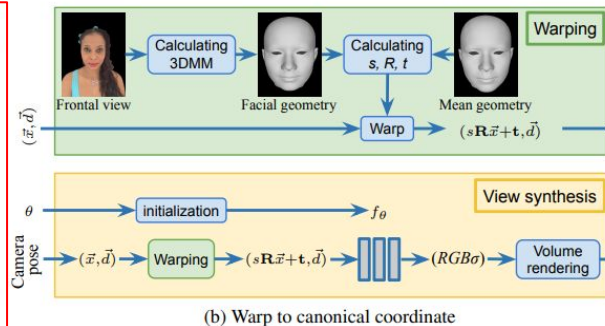 Warping
Calculating
3DMM
Calculating
s, R, t
Frontal view
Facial geometry
Mean geometry
(x⃗,d⃗)
Warp
(sRx⃗+t,d⃗)
View synthesis
θ
initialization
f_θ
Camera
pose
(x⃗,d⃗)
Warping
(sRx⃗+t,d⃗)
(RGBσ)
Volume
rendering
(b) Warp to canonical coordinate